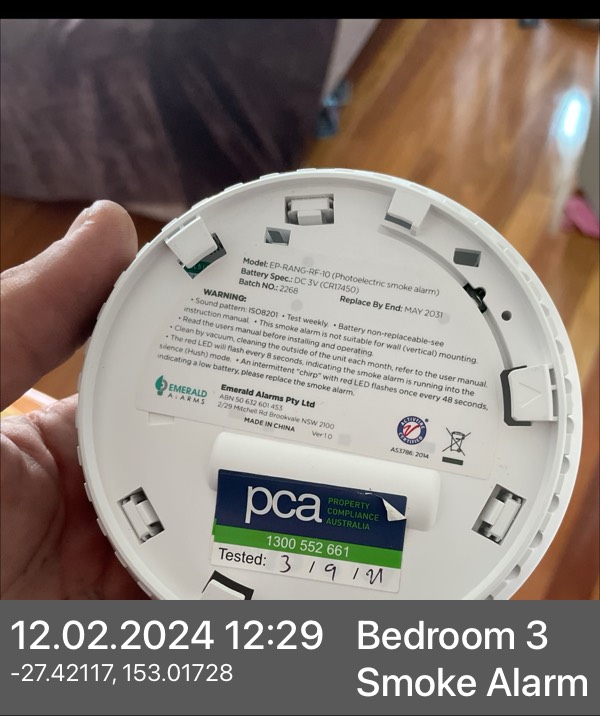 Model: EP-RANG-RF-10 (Photoelectric smoke alarm)
Battery Spec.: DC 3V (CR17450)
Batch NO.: 2268
Replace By End: MAY 2031
WARNING:
• Sound pattern: ISO8201 • Test weekly. • Battery non-replaceable-see
instruction manual. • This smoke alarm is not suitable for wall (vertical) mounting.
• Read the users manual before installing and operating.
• Clean by vacuum, cleaning the outside of the unit each month, refer to the user manual.
• The red LED will flash every 8 seconds, indicating the smoke alarm is running into the
silence (Hush) mode. • An intermittent "chirp" with red LED flashes once every 48 seconds,
indicating a low battery, please replace the smoke alarm.
EMERALD
ALARMS
Emerald Alarms Pty Ltd
ABN 50 632 601 453
2/29 Mitchell Rd Brookvale NSW 2100
MADE IN CHINA
Ver 1.0
ACTIVFIRE
CERTIFIED
AS3786: 2014
pca
PROPERTY
COMPLIANCE
AUSTRALIA
1300 552 661
Tested: 3 / 9 / 21
12.02.2024 12:29
-27.42117, 153.01728
Bedroom 3
Smoke Alarm